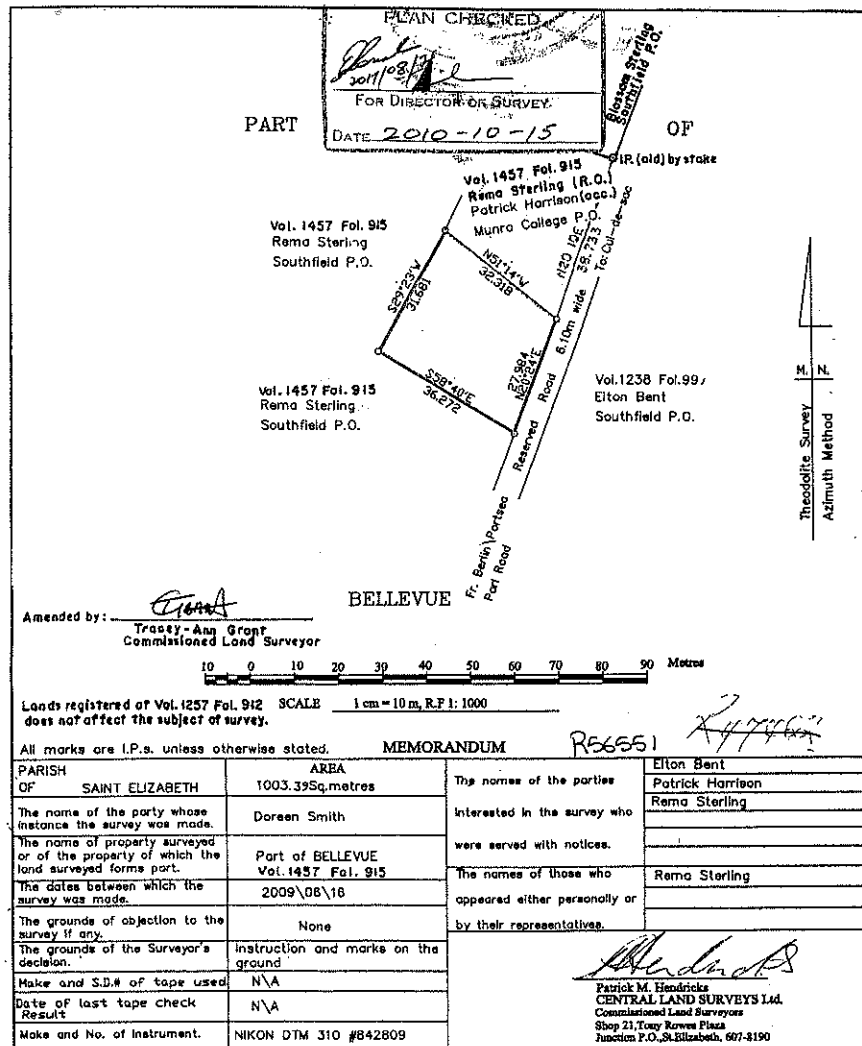 PLAN CHECKED
2017/08/
FOR DIRECTOR OF SURVEY.
DATE 2010-10-15
PART
OF
Blossom Sterling
Southfield P.O.
I.P. (old) by stake
Vol. 1457 Fol. 915
Rema Sterling (R.O.)
Patrick Harrison (occ.)
Munro College P.O.
Vol. 1457 Fol. 915
Rema Sterling
Southfield P.O.
N20 19E
38.733
To: Cul-de-sac
N51°14'W
32.318
S29°23'W
31.681
6.10m wide
Reserved Road
27.984
N20°24'E
S58°40'E
36.272
Vol. 1457 Fol. 915
Rema Sterling
Southfield P.O.
Vol.1238 Fol.99
Elton Bent
Southfield P.O.
M. N.
Theodolite Survey
Azimuth Method
Fr. Berlin\Portsea
Part Road
BELLEVUE
Amended by:
Tracey-Ann Grant
Commissioned Land Surveyor
10 0 10 20 30 40 50 60 70 80 90 Metres
Lands registered at Vol. 1257 Fol. 912
does not affect the subject of survey.
SCALE 1 cm = 10 m, R.F 1: 1000
All marks are I.P.s. unless otherwise stated.
MEMORANDUM
R56551
PARISH
OF SAINT ELIZABETH
AREA
1003.39Sq.metres
The name of the party whose
instance the survey was made.
Doreen Smith
The name of property surveyed
or of the property of which the
land surveyed forms part.
Part of BELLEVUE
Vol. 1457 Fol. 915
The dates between which the
survey was made.
2009\06\16
The grounds of objection to the
survey if any.
None
The grounds of the Surveyor's
decision.
Instruction and marks on the
ground
Make and S.D.# of tape used
N\A
Date of last tape check
Result
N\A
Make and No. of Instrument.
NIKON DTM 310 #842809
The names of the parties
interested in the survey who
were served with notices.
Elton Bent
Patrick Harrison
Rema Sterling
The names of those who
appeared either personally or
by their representatives.
Rema Sterling
Patrick M. Hendricks
CENTRAL LAND SURVEYS Ltd.
Commissioned Land Surveyors
Shop 21,Tony Rowes Plaza
Junction P.O.,St.Elizabeth, 607-8190